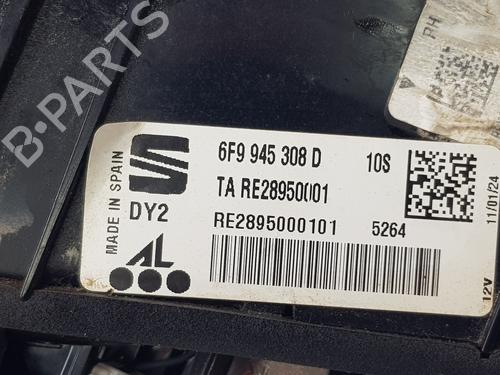 B-PARTS
PH
6F9 945 308 D 10S
TA RE28950001
RE2895000101 5264
MADE IN SPAIN
DY2
AL
11/01/24
12V